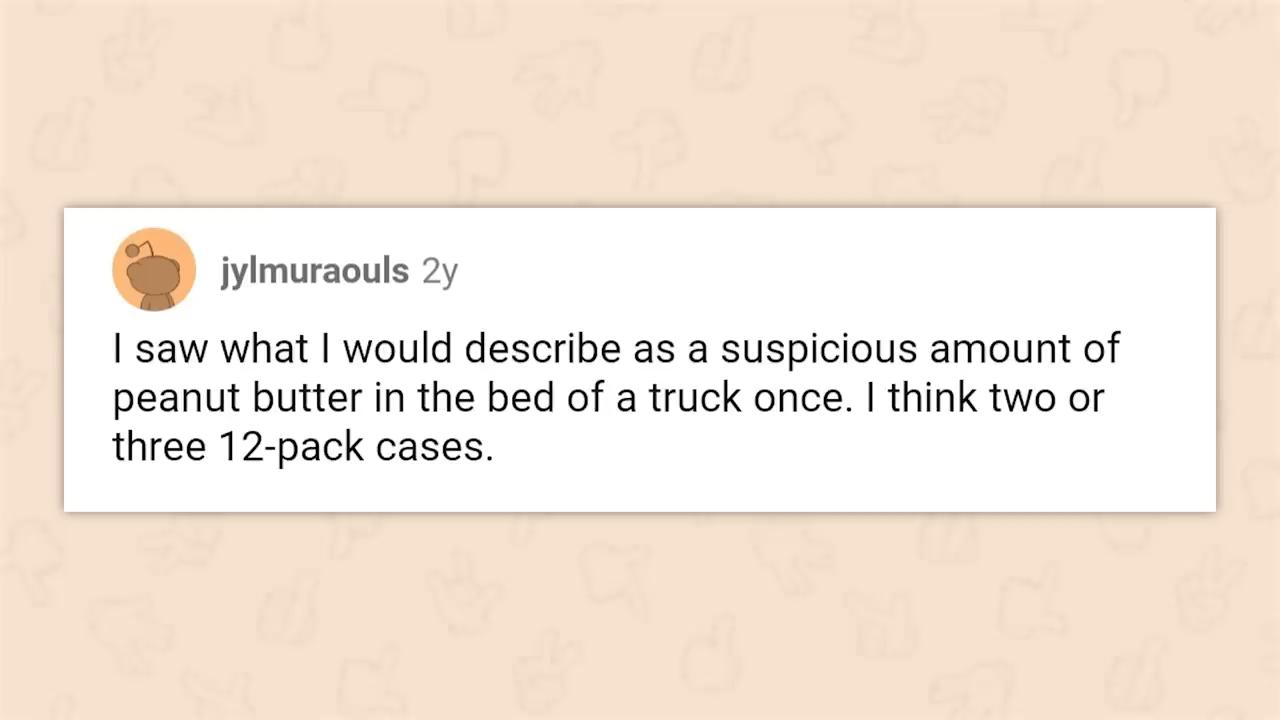 jylmuraouls 2y
I saw what I would describe as a suspicious amount of
peanut butter in the bed of a truck once. I think two or
three 12-pack cases.